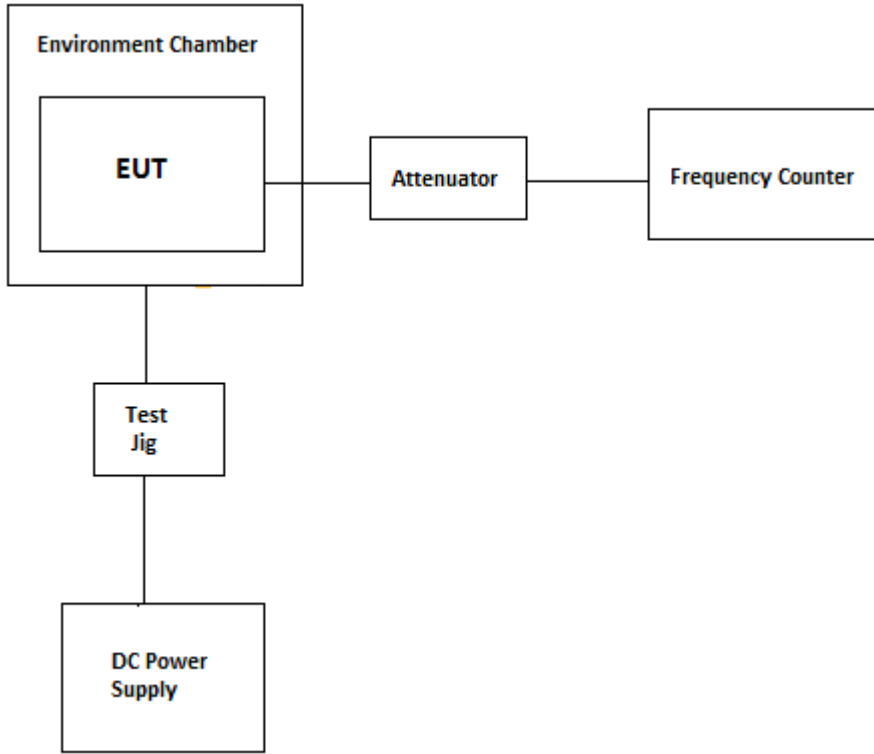 Environment Chamber
EUT
Attenuator
Frequency Counter
Test
Jig
DC Power
Supply